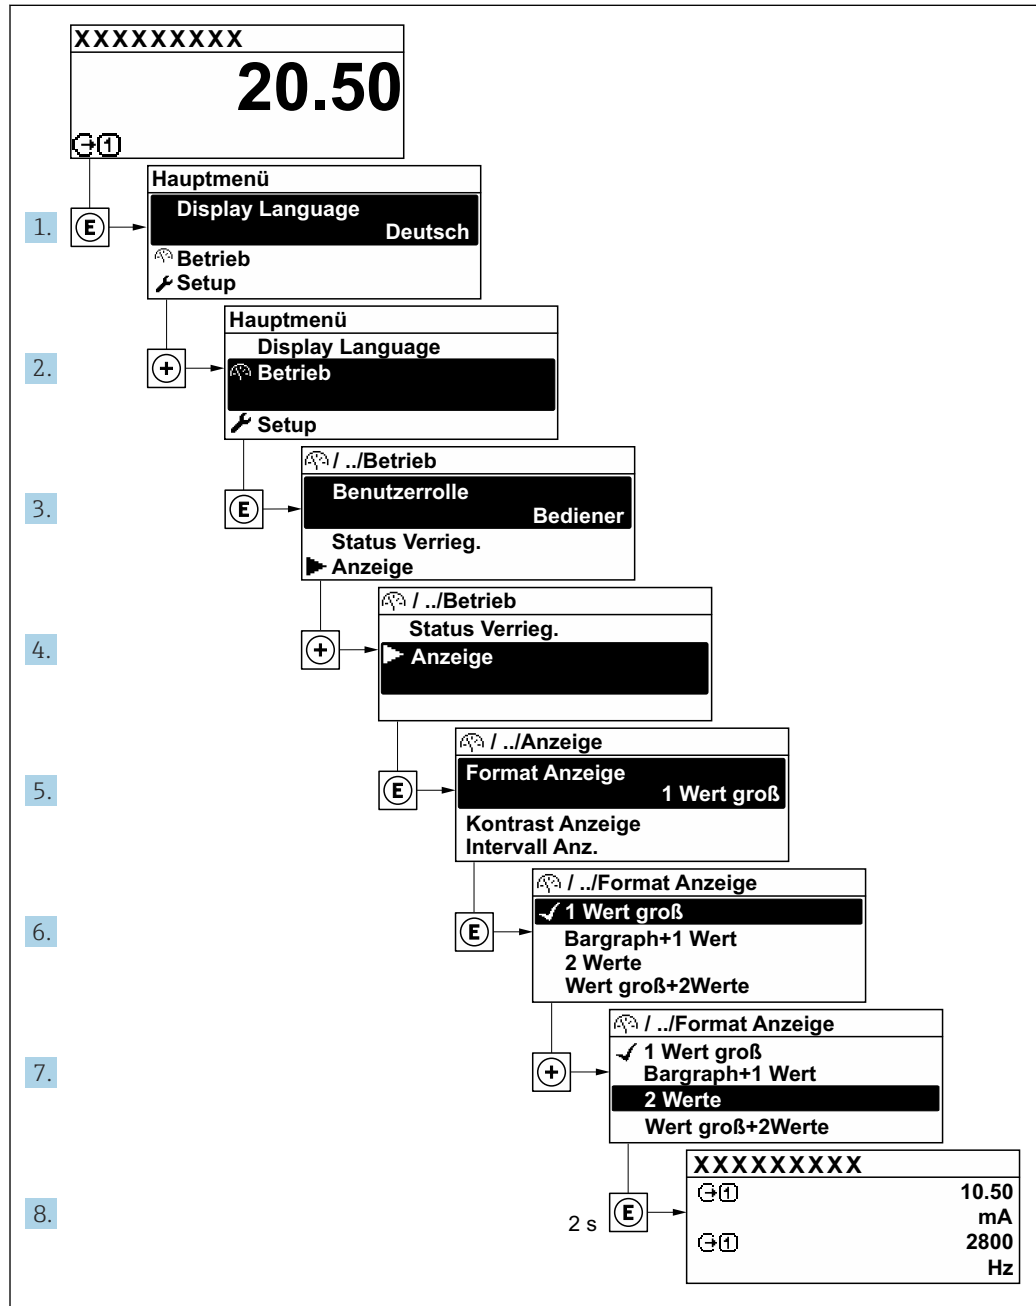 XXXXXXXXX
20.50
1
Hauptmenü
Display Language
Deutsch
1.
E
Betrieb
Setup
Hauptmenü
Display Language
2.
+
Betrieb
Setup
/ ../Betrieb
Benutzerrolle
3.
E
Bediener
Status Verrieg.
Anzeige
/ ../Betrieb
Status Verrieg.
4.
+
Anzeige
/ ../Anzeige
Format Anzeige
5.
E
1 Wert groß
Kontrast Anzeige
Intervall Anz.
/ ../Format Anzeige
1 Wert groß
6.
E
Bargraph+1 Wert
2 Werte
Wert groß+2Werte
/ ../Format Anzeige
1 Wert groß
7.
+
Bargraph+1 Wert
2 Werte
Wert groß+2Werte
XXXXXXXXX
1 10.50
mA
8.
2 s
E
1 2800
Hz